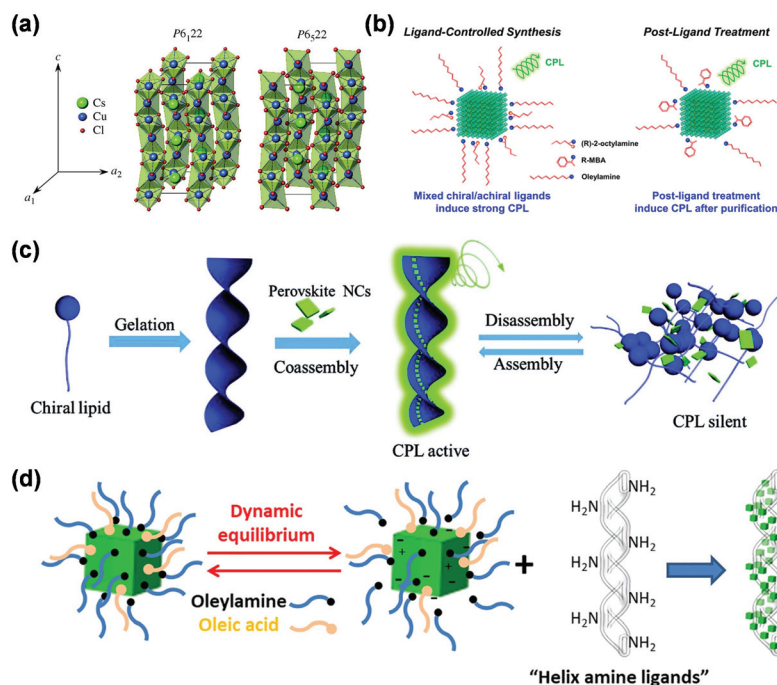 (a)
P6₁22
P6₅22
c
Cs
Cu
Cl
a₂
a₁
(b)
Ligand-Controlled Synthesis
Post-Ligand Treatment
CPL
CPL
(R)-2-octylamine
R-MBA
Oleylamine
Mixed chiral/achiral ligands
induce strong CPL
Post-ligand treatment
induce CPL after purification
(c)
Chiral lipid
Gelation
Perovskite NCs
Coassembly
CPL active
Disassembly
Assembly
CPL silent
(d)
Dynamic
equilibrium
Oleylamine
Oleic acid
+
+
-
-
-
-
+
-
-
-
NH₂
H₂N
NH₂
H₂N
NH₂
H₂N
NH₂
"Helix amine ligands"